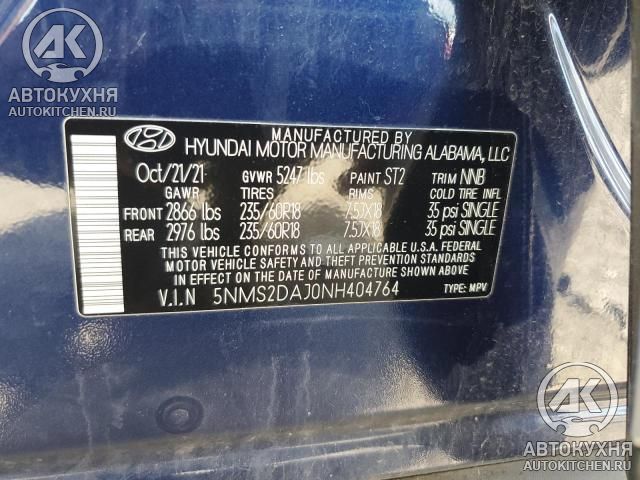 АК
АВТОКУХНЯ
AUTOKITCHEN.RU
MANUFACTURED BY
HYUNDAI MOTOR MANUFACTURING ALABAMA, LLC
Oct/21/21 GVWR 5247 lbs PAINT ST2 TRIM NNB
GAWR TIRES RIMS COLD TIRE INFL
FRONT 2866 lbs 235/60R18 7.5JX18 35 psi SINGLE
REAR 2976 lbs 235/60R18 7.5JX18 35 psi SINGLE
THIS VEHICLE CONFORMS TO ALL APPLICABLE U.S.A. FEDERAL
MOTOR VEHICLE SAFETY AND THEFT PREVENTION STANDARDS
IN EFFECT ON THE DATE OF MANUFACTURE SHOWN ABOVE.
V.I.N 5NMS2DAJ0NH404764 TYPE: MPV
АК
АВТОКУХНЯ
AUTOKITCHEN.RU